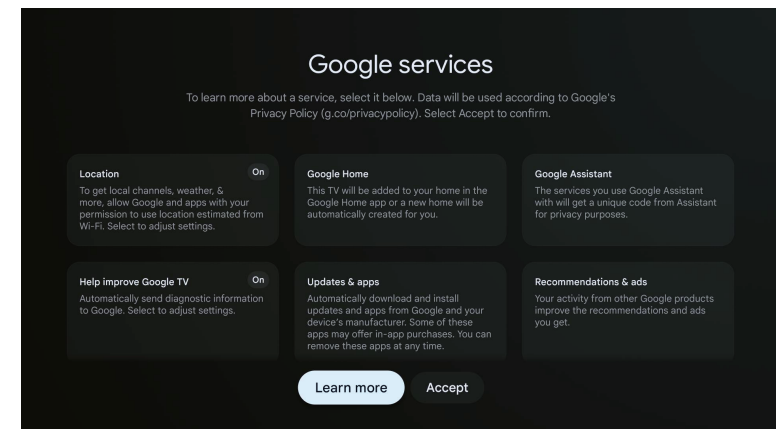 Google services
To learn more about a service, select it below. Data will be used according to Google's
Privacy Policy (g.co/privacypolicy). Select Accept to confirm.
Location
On
To get local channels, weather, &
more, allow Google and apps with your
permission to use location estimated from
Wi-Fi. Select to adjust settings.
Google Home
This TV will be added to your home in the
Google Home app or a new home will be
automatically created for you.
Google Assistant
The services you use Google Assistant
with will get a unique code from Assistant
for privacy purposes.
Help improve Google TV
On
Automatically send diagnostic information
to Google. Select to adjust settings.
Updates & apps
Automatically download and install
updates and apps from Google and your
device's manufacturer. Some of these
apps may offer in-app purchases. You can
remove these apps at any time.
Recommendations & ads
Your activity from other Google products
improve the recommendations and ads
you get.
Learn more
Accept